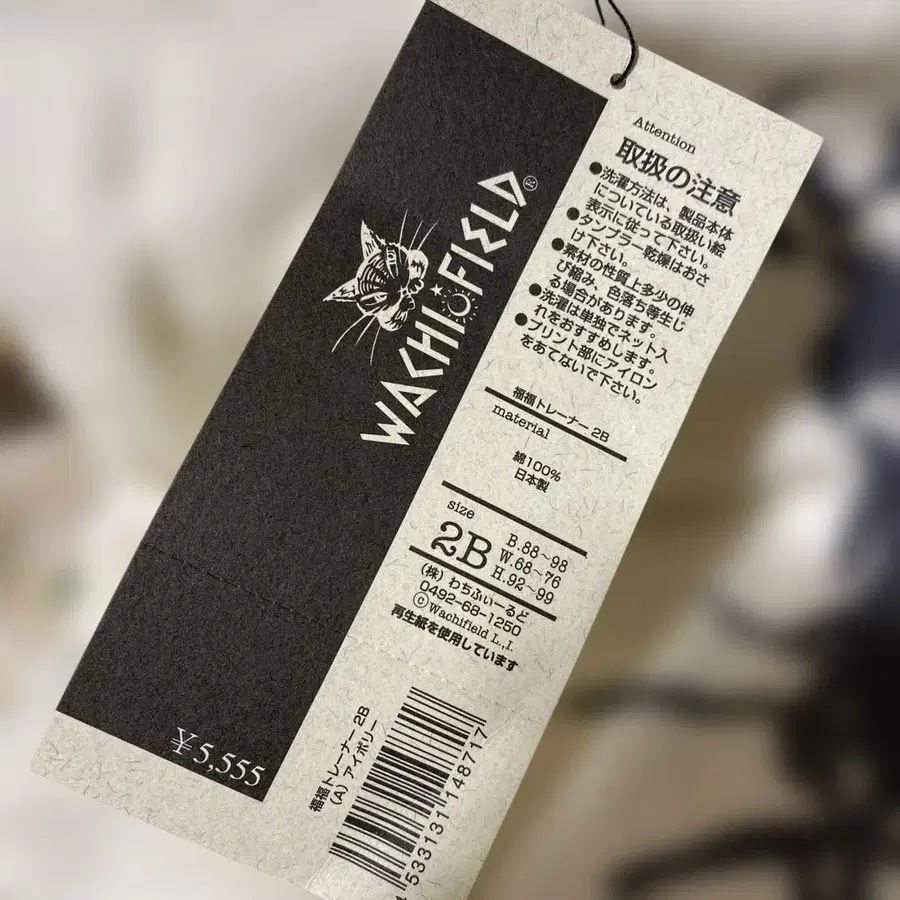 WACHIFIELD®
¥5,555
Attention
取扱の注意
●洗濯方法は、製品本体
についている取扱い絵
表示に従って下さい。
●タンブラー乾燥はおさ
け下さい。
●素材の性質上多少の伸
び縮み、色落ち等生じ
る場合があります。
●洗濯は単独でネット入
れをおすすめします。
●プリント部にアイロン
をあてないで下さい。
福福トレーナー 2B
material
綿100%
日本製
size
2B
B.88~98
W.68~76
H.92~99
(株) わちふぃーるど
0492-68-1250
©Wachifield L.,I.
再生紙を使用しています
福福トレーナー 2B
(A) アイボリー
4533131148717